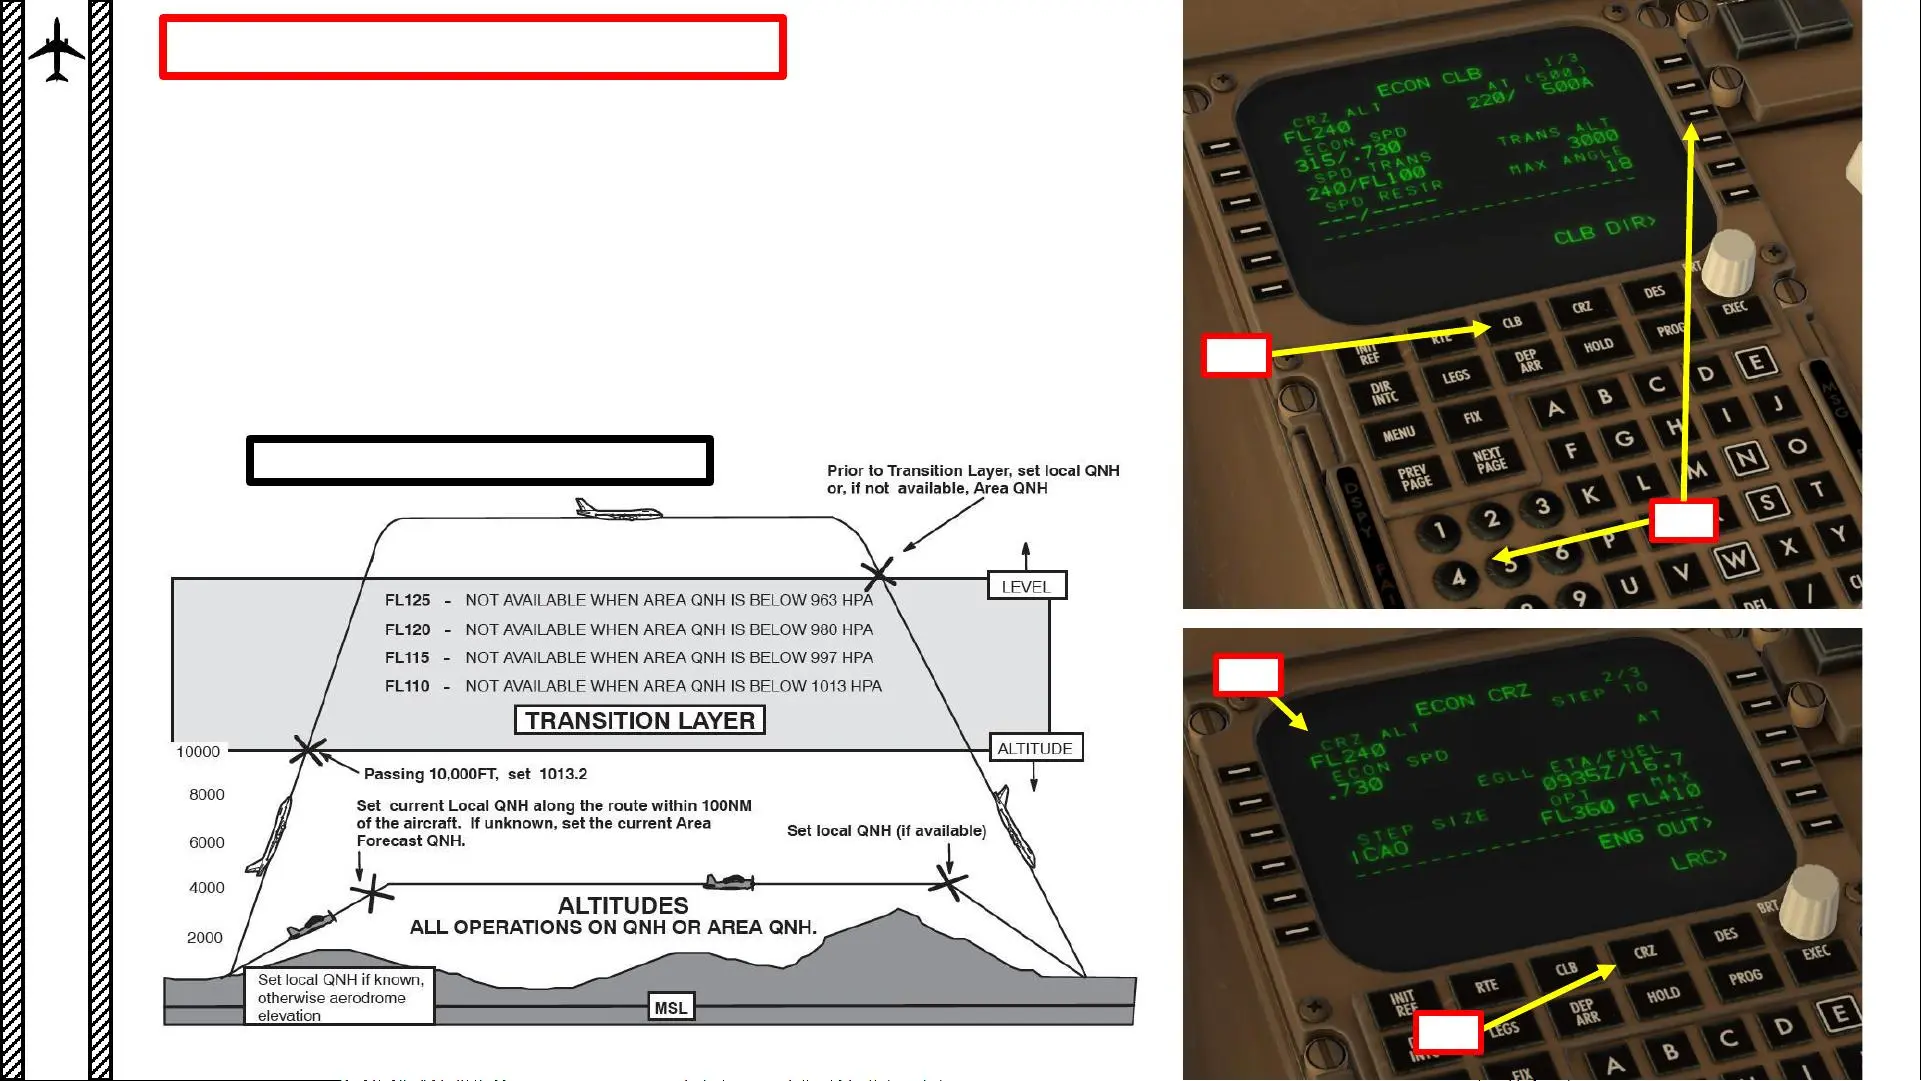 Prior to Transition Layer, set local QNH
or, if not available, Area QNH
LEVEL
FL125 - NOT AVAILABLE WHEN AREA QNH IS BELOW 963 HPA
FL120 - NOT AVAILABLE WHEN AREA QNH IS BELOW 980 HPA
FL115 - NOT AVAILABLE WHEN AREA QNH IS BELOW 997 HPA
FL110 - NOT AVAILABLE WHEN AREA QNH IS BELOW 1013 HPA
TRANSITION LAYER
10000
ALTITUDE
Passing 10,000FT, set 1013.2
8000
Set current Local QNH along the route within 100NM
of the aircraft. If unknown, set the current Area
Forecast QNH.
Set local QNH (if available)
6000
4000
ALTITUDES
ALL OPERATIONS ON QNH OR AREA QNH.
2000
Set local QNH if known,
otherwise aerodrome
elevation
MSL
ECON CLB 1/3
CRZ ALT AT (500)
FL240 220/ 500A
ECON SPD
315/.730 TRANS ALT
SPD TRANS 3000
240/FL100 MAX ANGLE
SPD RESTR 18
---/-----
CLB DIR>
BRT
INIT REF RTE CLB CRZ DES EXEC
DIR INTC LEGS DEP ARR HOLD PROG
MENU FIX
PREV PAGE NEXT PAGE
A B C D E
F G H I J
K L M N O
P S T
U V W X Y
1 2 3
4 5 6
9
DEL / CL
DSPY
FAI
MSG
ECON CRZ 2/3
CRZ ALT STEP TO
FL240
ECON SPD AT
.730 EGLL ETA/FUEL
0935Z/16.7
STEP SIZE OPT MAX
ICAO FL360 FL410
ENG OUT>
LRC>
BRT
INIT REF RTE CLB CRZ DES EXEC
LEGS DEP ARR HOLD PROG
FIX
A B C D E